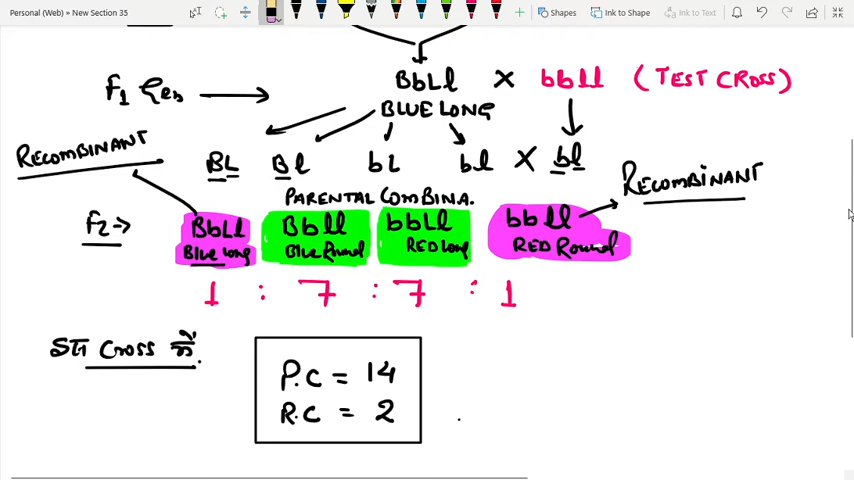 Personal (Web) » New Section 35
Shapes Ink to Shape Ink to Text
F1 Gen BbLl X bbll (TEST CROSS)
BLUE LONG
RECOMBINANT
BL Bl bL bl X bl
RECOMBINANT
PARENTAL COMBINA.
F2→ BbLl Bbll bbLl bbll
Blue Long Blue Round RED Long RED Round
1 : 7 : 7 : 1
Cross में.
P.C = 14
R.C = 2